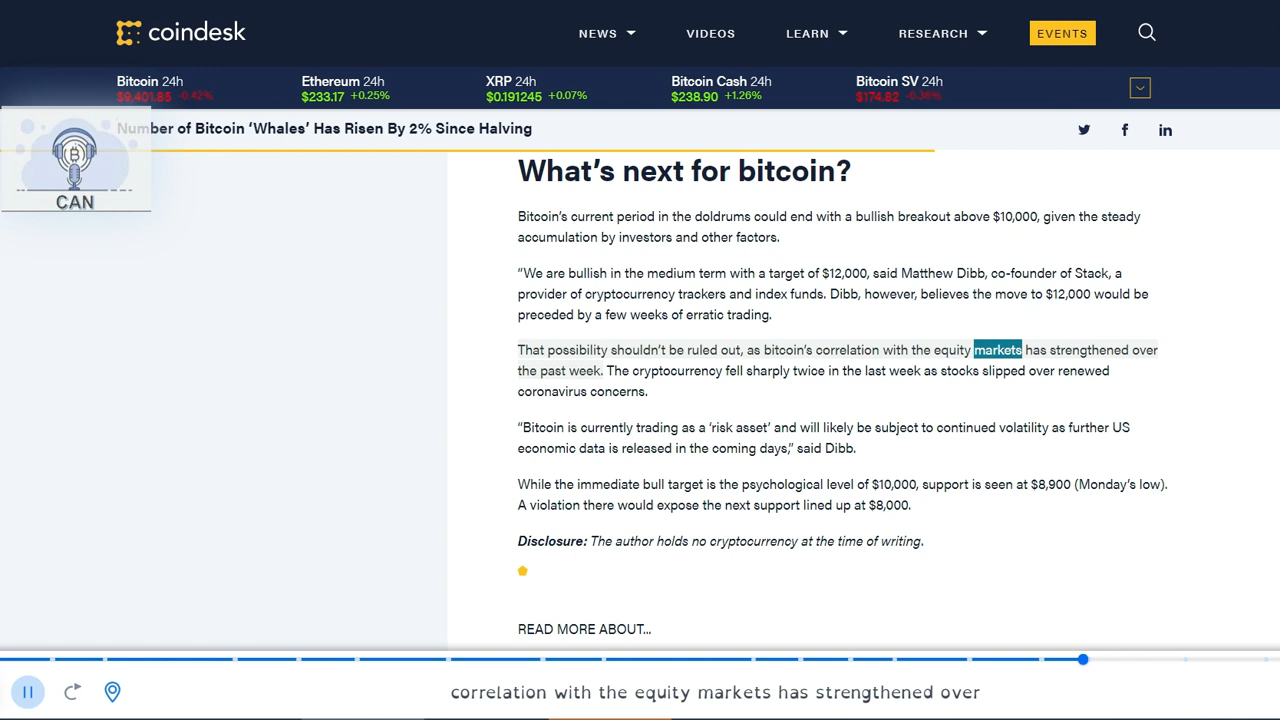 coindesk
NEWS VIDEOS LEARN RESEARCH EVENTS
Bitcoin 24h Ethereum 24h XRP 24h Bitcoin Cash 24h Bitcoin SV 24h
$9,401.85 -0.42% $233.17 +0.25% $0.191245 +0.07% $238.90 +1.26% $174.82 -0.38%
Number of Bitcoin ‘Whales’ Has Risen By 2% Since Halving
CAN
What’s next for bitcoin?
Bitcoin’s current period in the doldrums could end with a bullish breakout above $10,000, given the steady
accumulation by investors and other factors.
“We are bullish in the medium term with a target of $12,000, said Matthew Dibb, co-founder of Stack, a
provider of cryptocurrency trackers and index funds. Dibb, however, believes the move to $12,000 would be
preceded by a few weeks of erratic trading.
That possibility shouldn’t be ruled out, as bitcoin’s correlation with the equity markets has strengthened over
the past week. The cryptocurrency fell sharply twice in the last week as stocks slipped over renewed
coronavirus concerns.
“Bitcoin is currently trading as a ‘risk asset’ and will likely be subject to continued volatility as further US
economic data is released in the coming days,” said Dibb.
While the immediate bull target is the psychological level of $10,000, support is seen at $8,900 (Monday’s low).
A violation there would expose the next support lined up at $8,000.
Disclosure: The author holds no cryptocurrency at the time of writing.
READ MORE ABOUT...
correlation with the equity markets has strengthened over